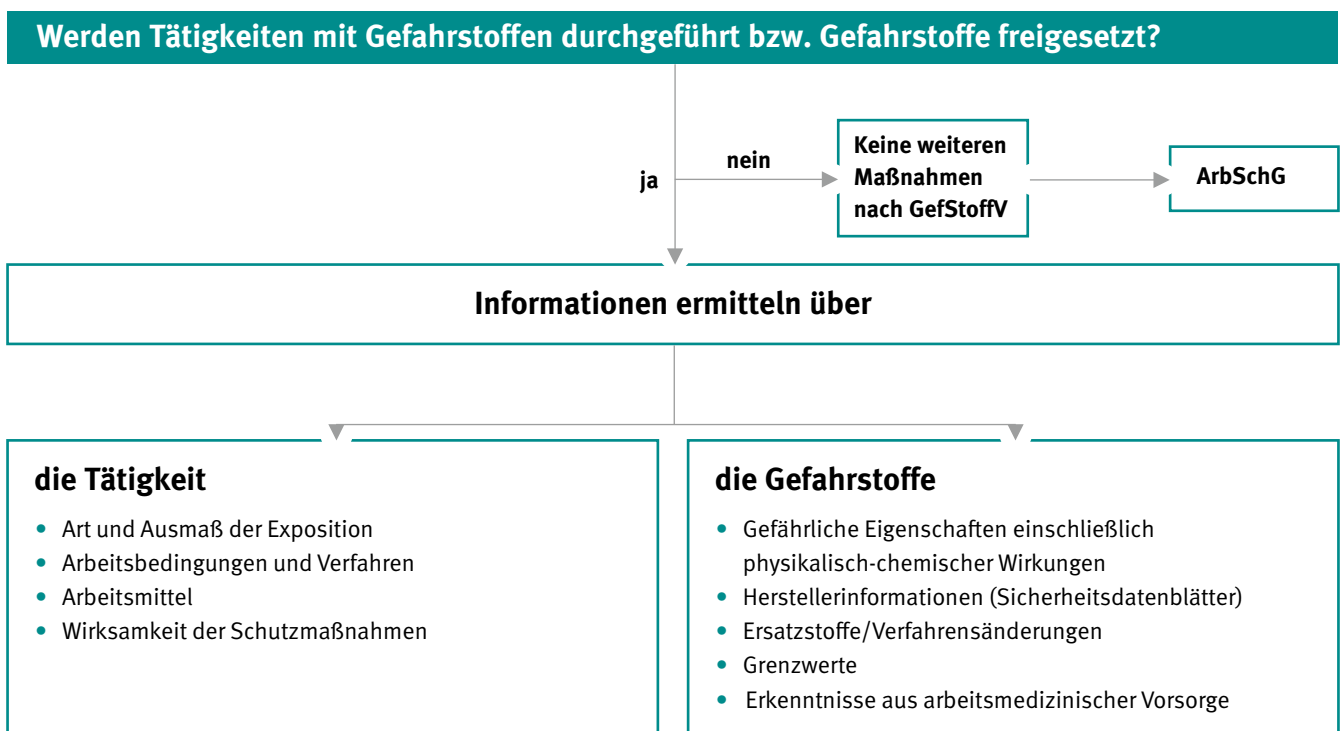 Werden Tätigkeiten mit Gefahrstoffen durchgeführt bzw. Gefahrstoffe freigesetzt?
ja
nein
Keine weiteren
Maßnahmen
nach GefStoffV
ArbSchG
Informationen ermitteln über
die Tätigkeit
• Art und Ausmaß der Exposition
• Arbeitsbedingungen und Verfahren
• Arbeitsmittel
• Wirksamkeit der Schutzmaßnahmen
die Gefahrstoffe
• Gefährliche Eigenschaften einschließlich
physikalisch-chemischer Wirkungen
• Herstellerinformationen (Sicherheitsdatenblätter)
• Ersatzstoffe/Verfahrensänderungen
• Grenzwerte
• Erkenntnisse aus arbeitsmedizinischer Vorsorge